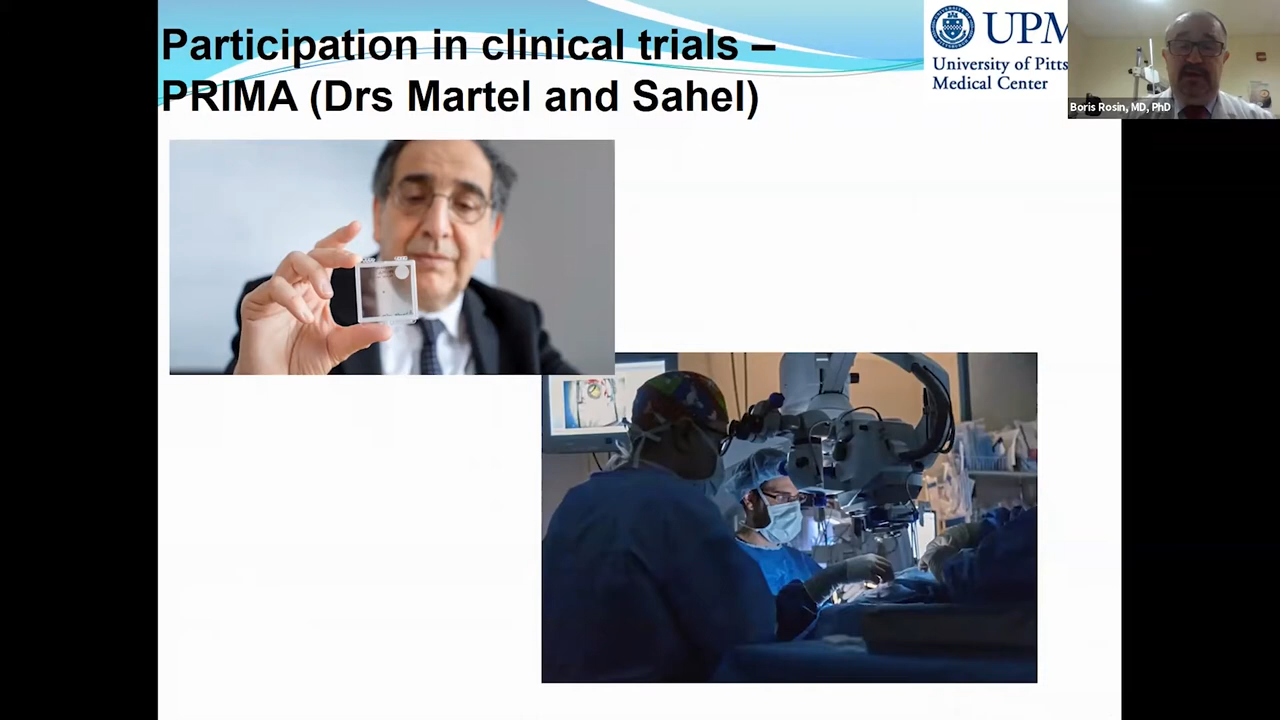 Participation in clinical trials –
PRIMA (Drs Martel and Sahel)
UPM
University of Pitts
Medical Center
Boris Rosin, MD, PhD